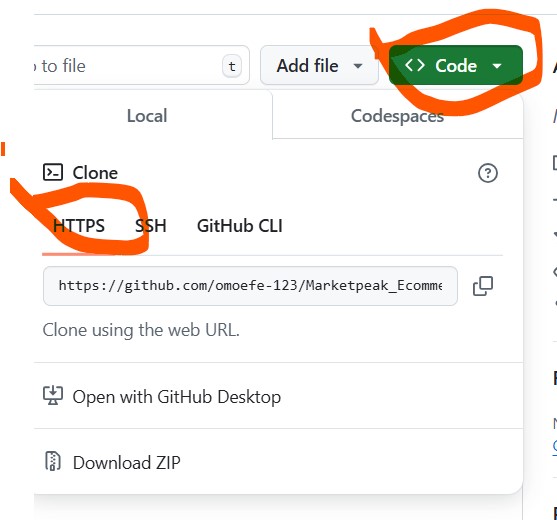 to file t Add file <> Code
Local Codespaces
Clone
HTTPS SSH GitHub CLI
https://github.com/omoefe-123/Marketpeak_Ecomme
Clone using the web URL.
Open with GitHub Desktop
Download ZIP